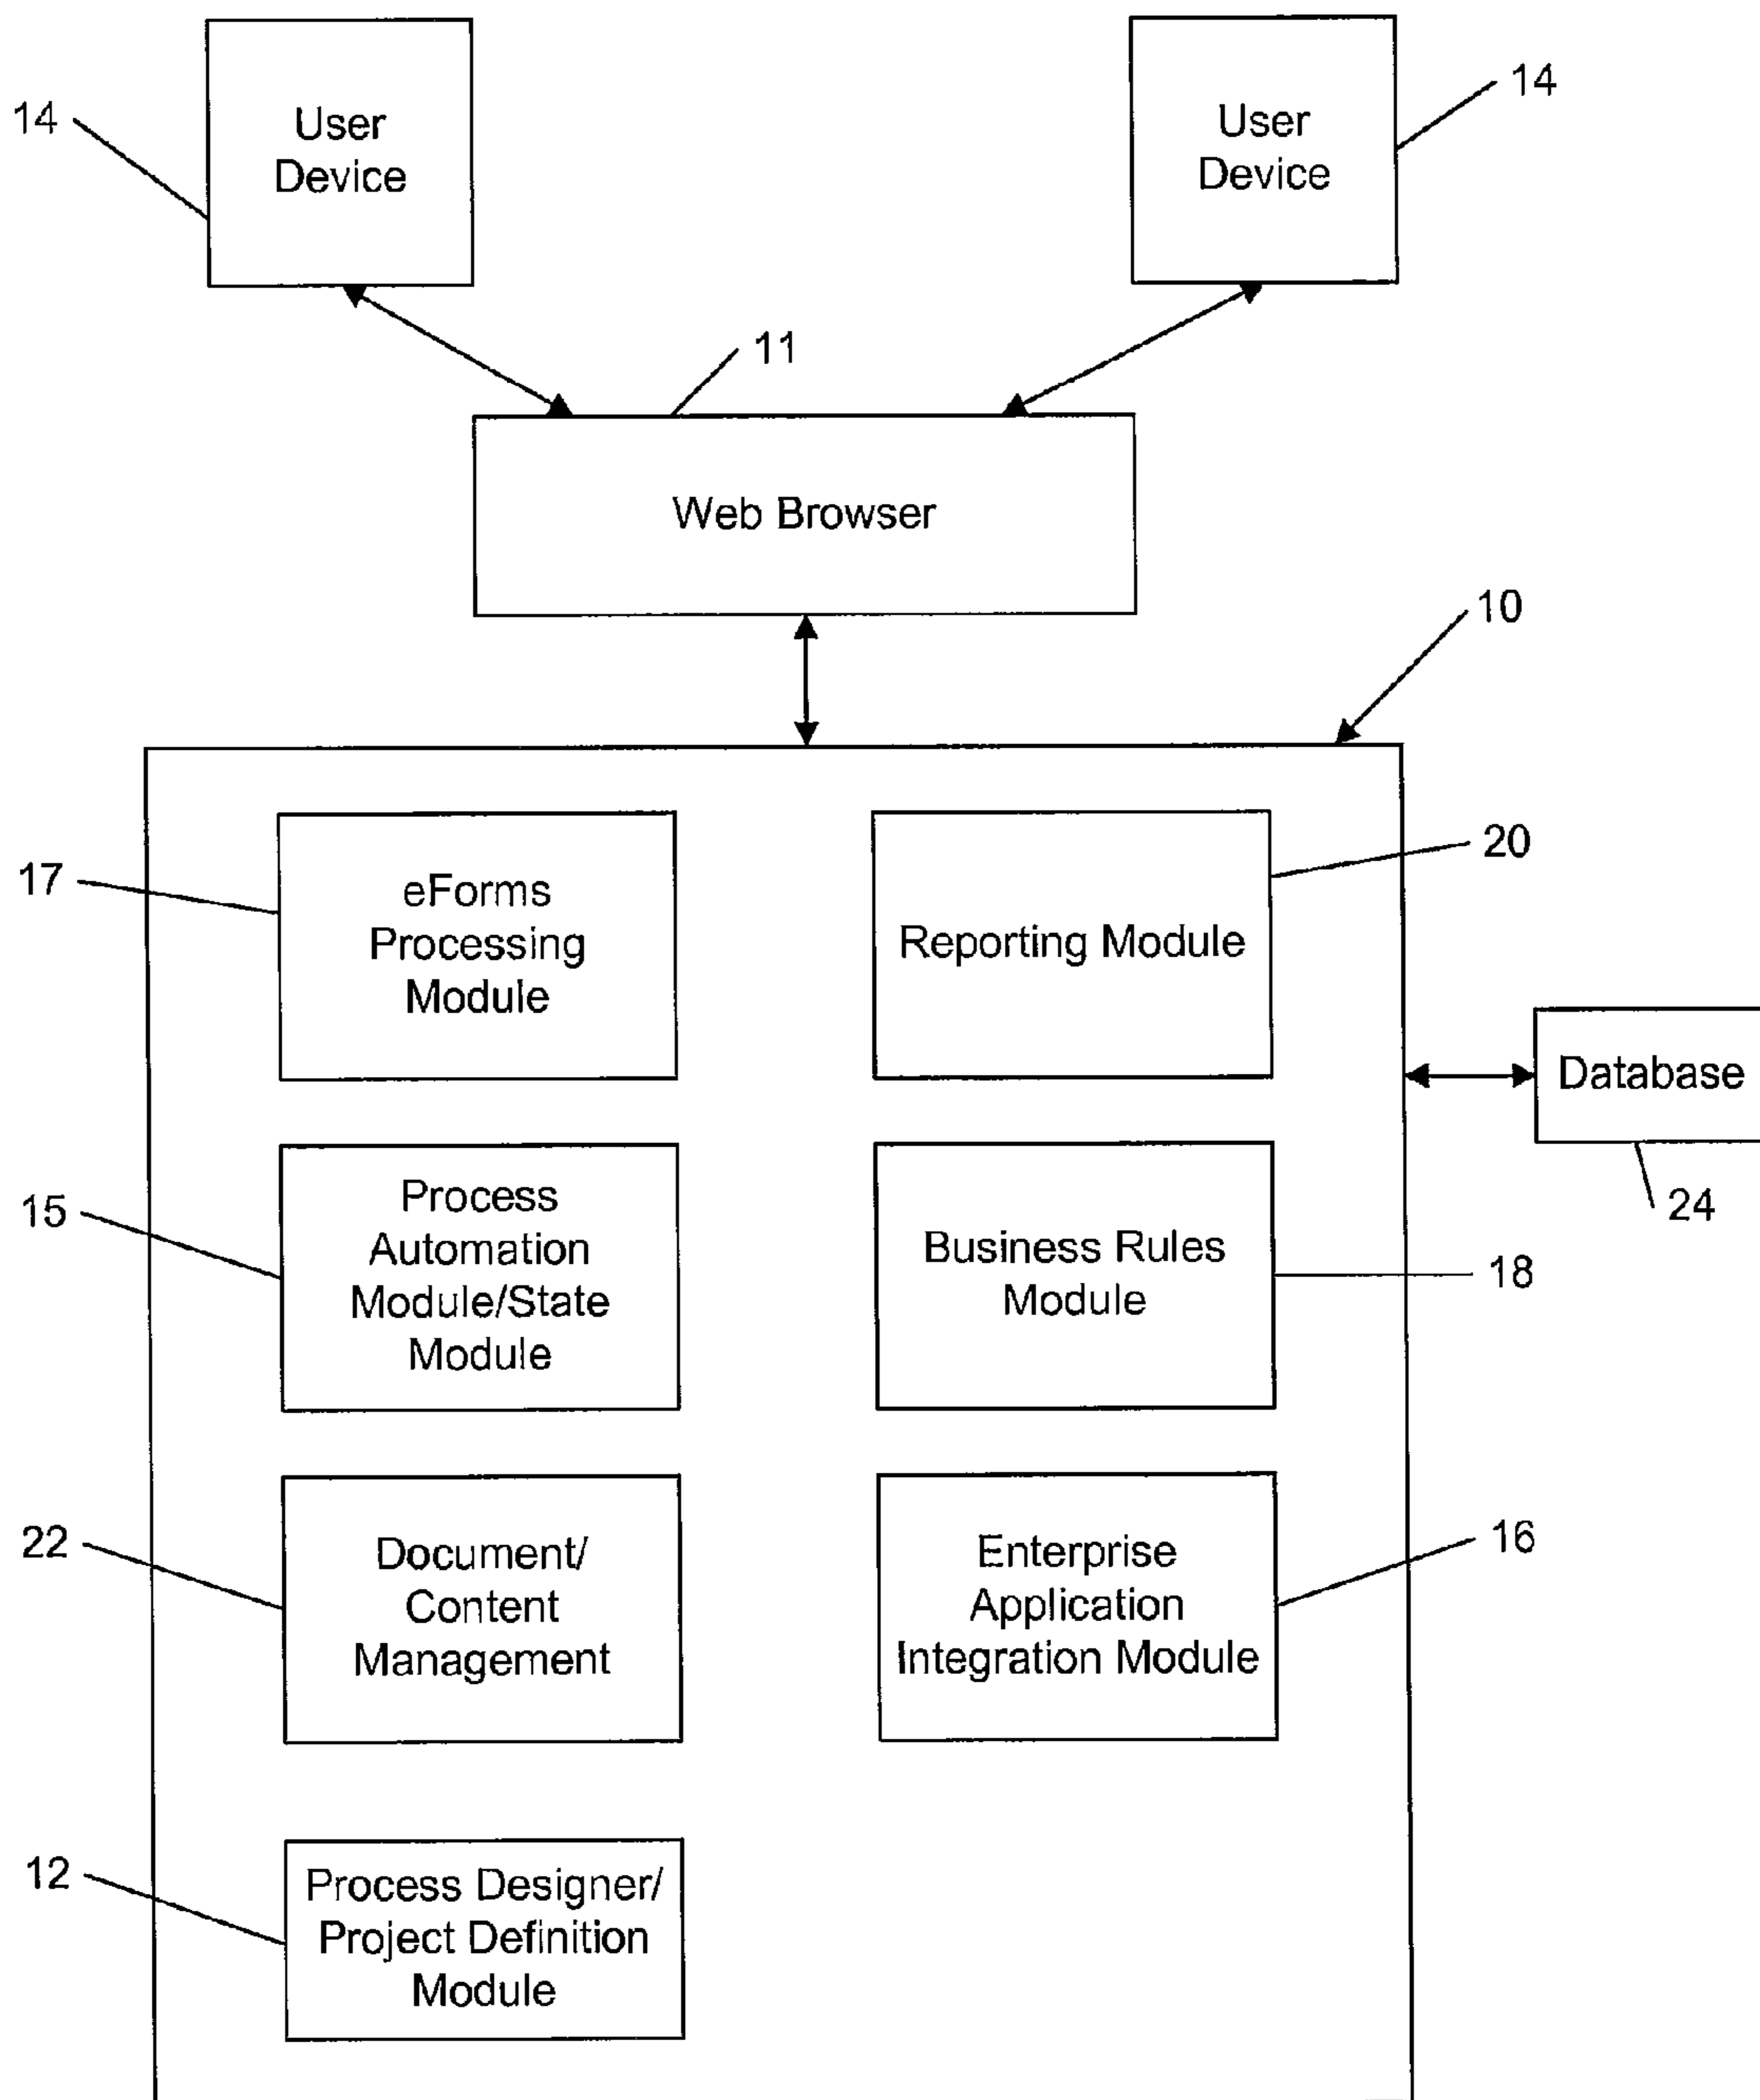 14
User
Device
User
Device
14
11
Web Browser
10
17
eForms
Processing
Module
Reporting Module
20
Database
24
15
Process
Automation
Module/State
Module
Business Rules
Module
18
22
Document/
Content
Management
Enterprise
Application
Integration Module
16
12
Process Designer/
Project Definition
Module